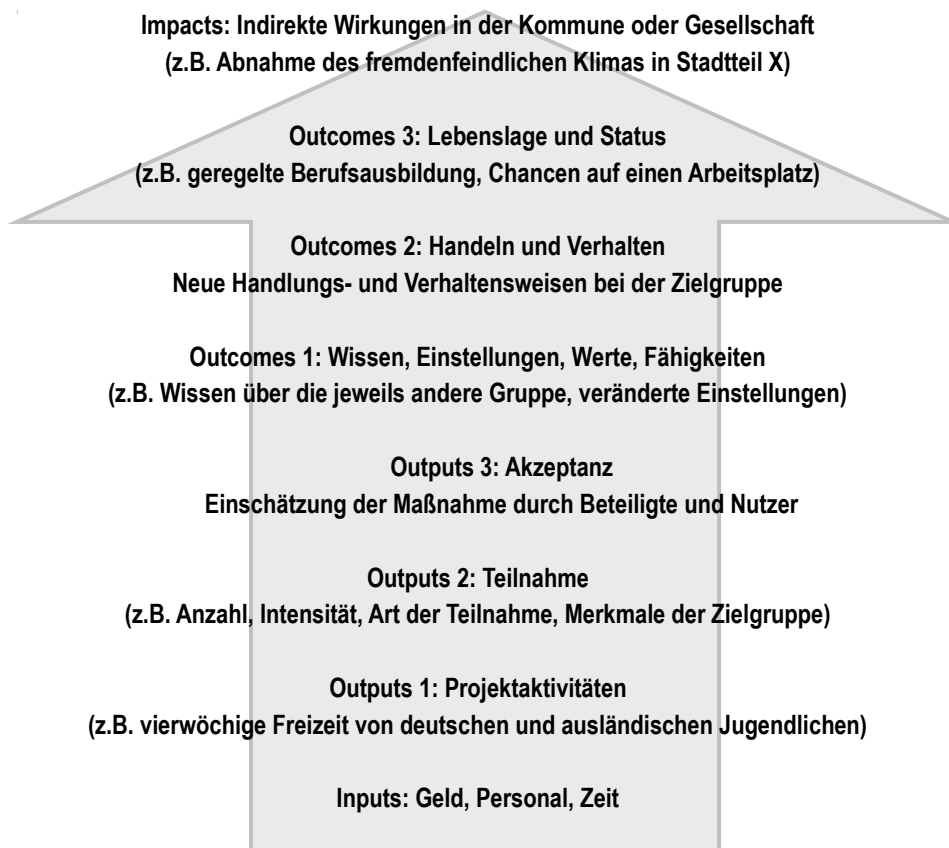 Impacts: Indirekte Wirkungen in der Kommune oder Gesellschaft
(z.B. Abnahme des fremdenfeindlichen Klimas in Stadtteil X)
Outcomes 3: Lebenslage und Status
(z.B. geregelte Berufsausbildung, Chancen auf einen Arbeitsplatz)
Outcomes 2: Handeln und Verhalten
Neue Handlungs- und Verhaltensweisen bei der Zielgruppe
Outcomes 1: Wissen, Einstellungen, Werte, Fähigkeiten
(z.B. Wissen über die jeweils andere Gruppe, veränderte Einstellungen)
Outputs 3: Akzeptanz
Einschätzung der Maßnahme durch Beteiligte und Nutzer
Outputs 2: Teilnahme
(z.B. Anzahl, Intensität, Art der Teilnahme, Merkmale der Zielgruppe)
Outputs 1: Projektaktivitäten
(z.B. vierwöchige Freizeit von deutschen und ausländischen Jugendlichen)
Inputs: Geld, Personal, Zeit